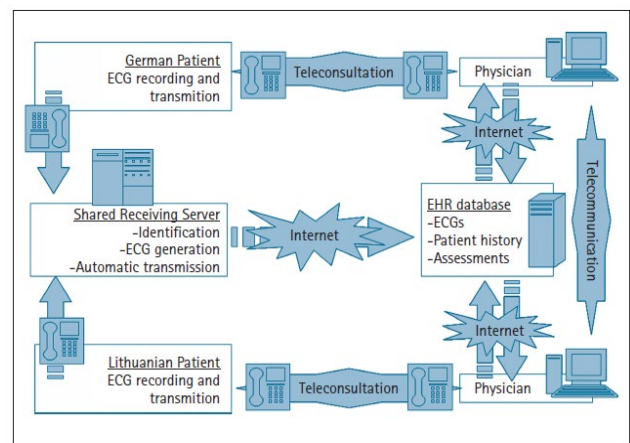 German Patient
ECG recording and
transmition
Teleconsultation
Physician
Internet
Shared Receiving Server
-Identification
-ECG generation
-Automatic transmission
Internet
EHR database
-ECGs
-Patient history
-Assessments
Telecommunication
Internet
Lithuanian Patient
ECG recording and
transmition
Teleconsultation
Physician